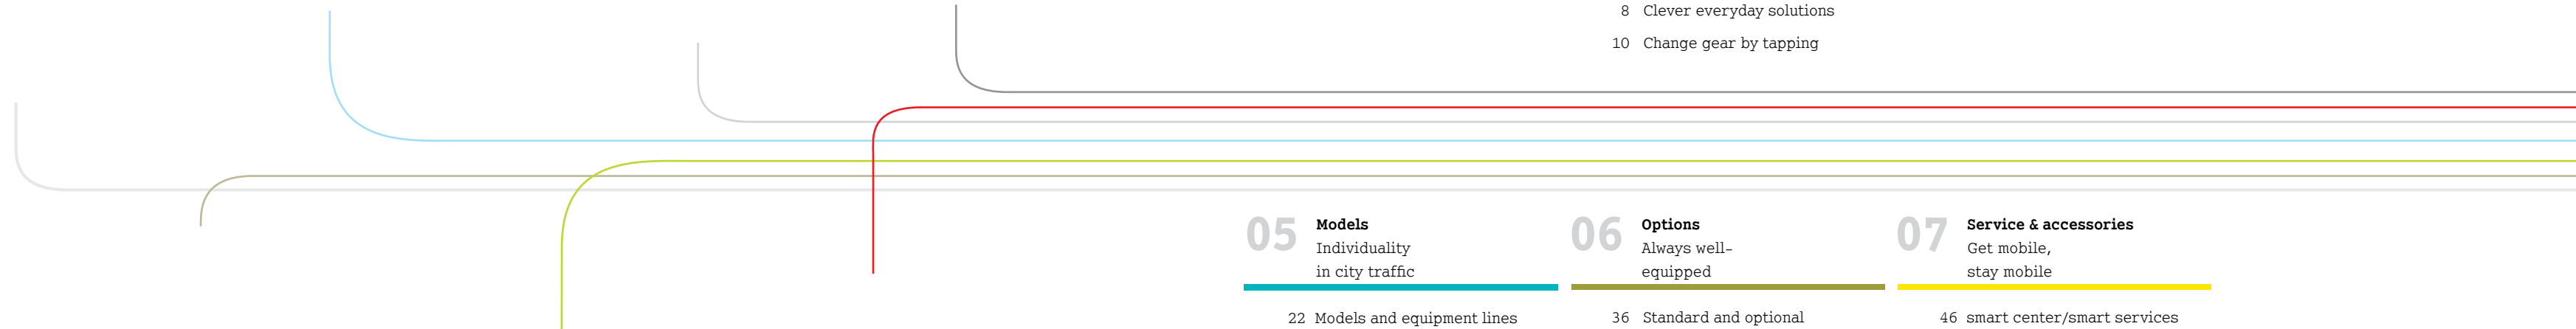 8 Clever everyday solutions
10 Change gear by tapping
05 Models
Individuality
in city traffic
22 Models and equipment lines
06 Options
Always well-
equipped
36 Standard and optional
07 Service & accessories
Get mobile,
stay mobile
46 smart center/smart services